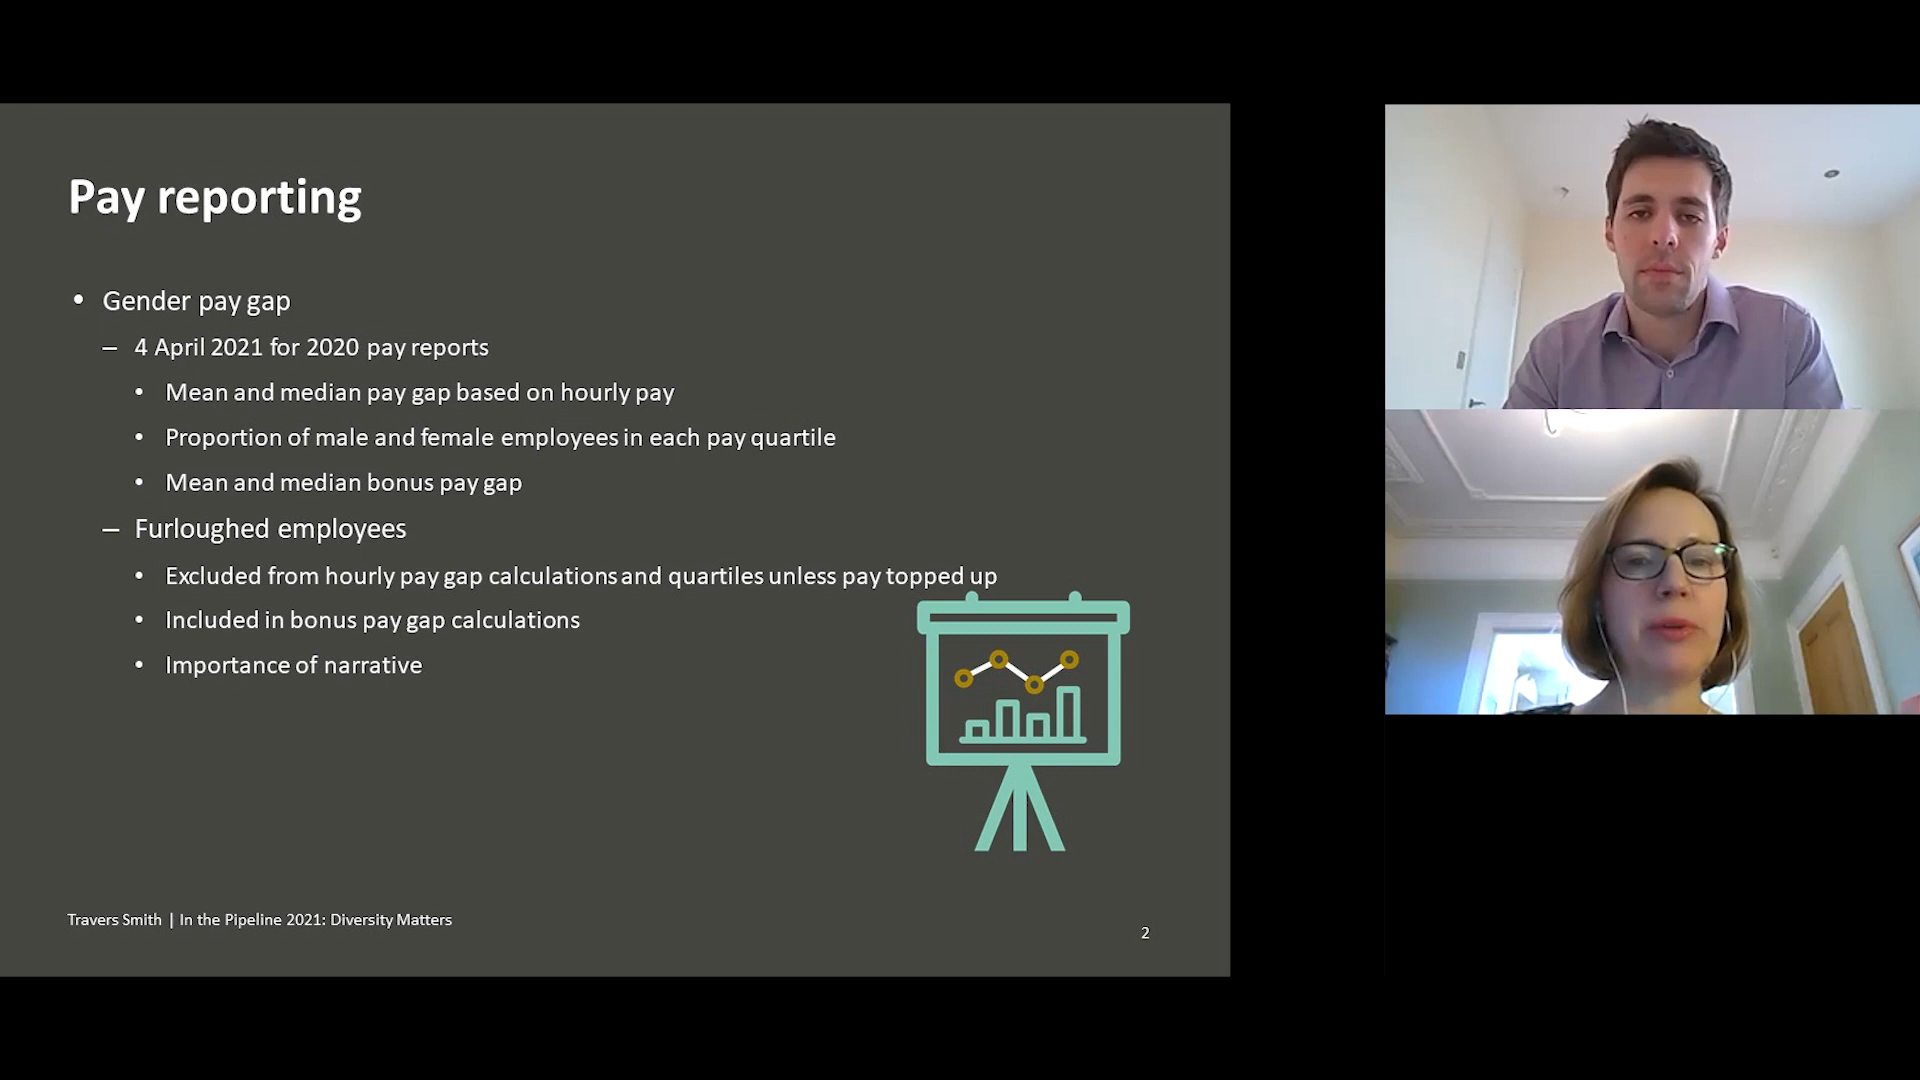 Pay reporting
• Gender pay gap
– 4 April 2021 for 2020 pay reports
• Mean and median pay gap based on hourly pay
• Proportion of male and female employees in each pay quartile
• Mean and median bonus pay gap
– Furloughed employees
• Excluded from hourly pay gap calculations and quartiles unless pay topped up
• Included in bonus pay gap calculations
• Importance of narrative
Travers Smith | In the Pipeline 2021: Diversity Matters
2